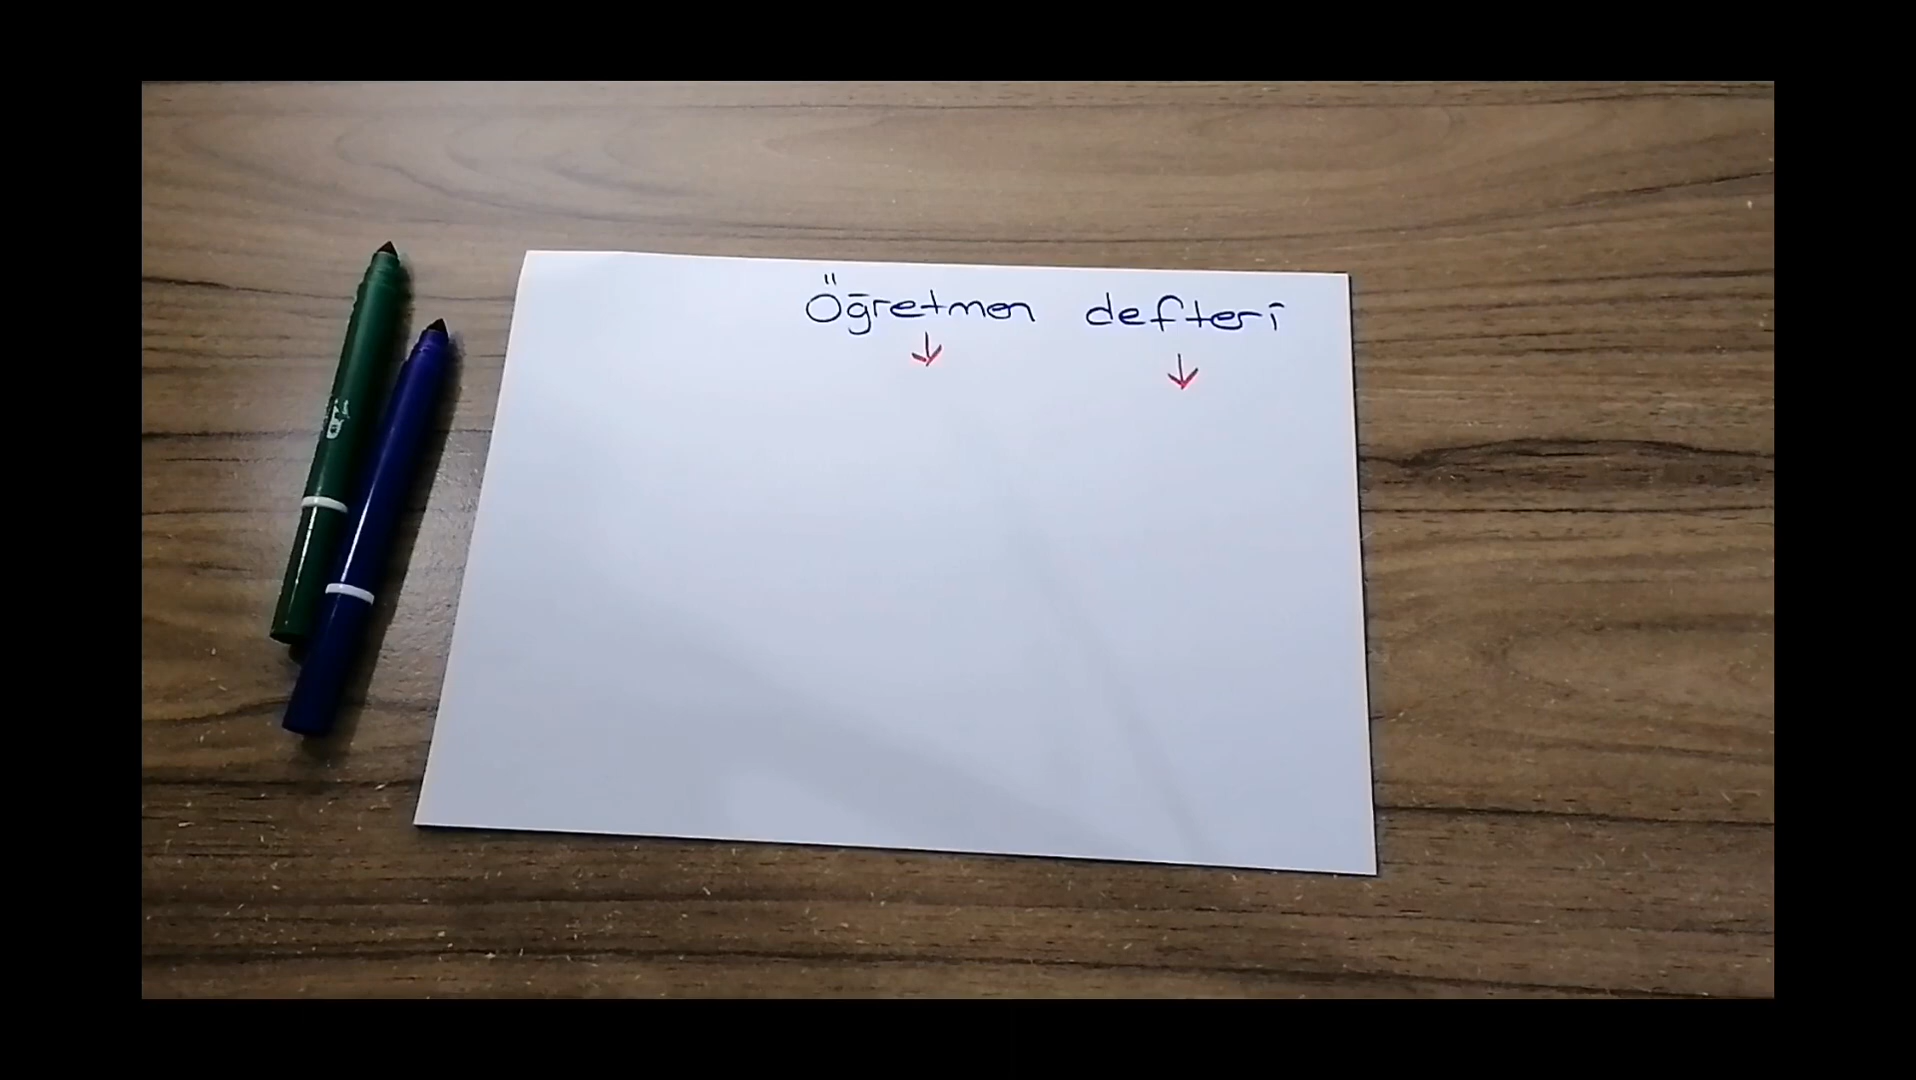 Öğretmen defteri
↓ ↓